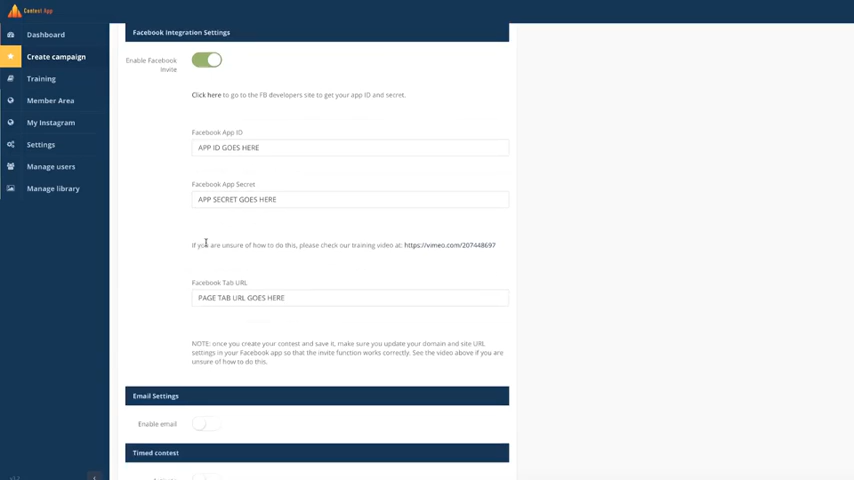 Contest App
Dashboard
Create campaign
Training
Member Area
My Instagram
Settings
Manage users
Manage library
Facebook Integration Settings
Enable Facebook
Invite
Click here to go to the FB developers site to get your app ID and secret.
Facebook App ID
APP ID GOES HERE
Facebook App Secret
APP SECRET GOES HERE
If you are unsure of how to do this, please check our training video at: https://vimeo.com/207448697
Facebook Tab URL
PAGE TAB URL GOES HERE
NOTE: once you create your contest and save it, make sure you update your domain and site URL
settings in your Facebook app so that the invite function works correctly. See the video above if you are
unsure of how to do this.
Email Settings
Enable email
Timed contest